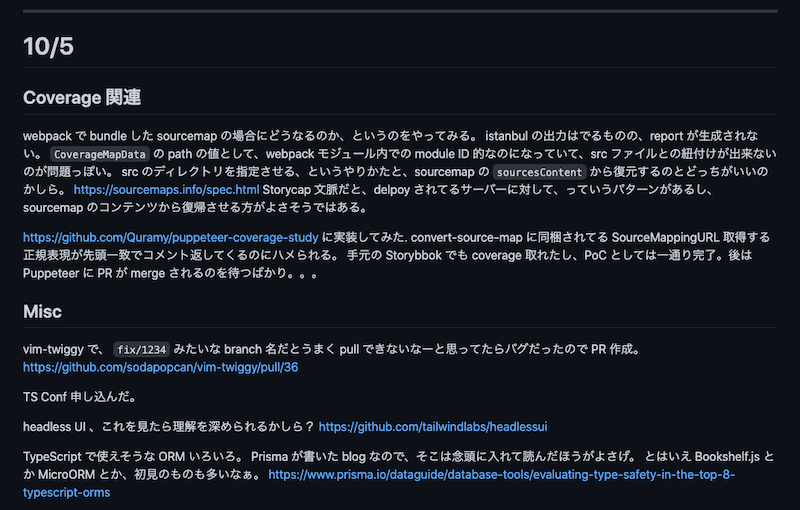 10/5
Coverage 関連
webpack で bundle した sourcemap の場合にどうなるのか、というのをやってみる。 istanbul の出力はでるものの、report が生成されな
い。 CoverageMapData の path の値として、webpack モジュール内での module ID 的なのになっていて、src ファイルとの紐付けが出来ない
のが問題っぽい。 src のディレクトリを指定させる、というやりかたと、sourcemap の sourcesContent から復元するのとどっちがいいの
かしら。 https://sourcemaps.info/spec.html Storycap 文脈だと、delpoy されてるサーバーに対して、っていうパターンがあるし、
sourcemap のコンテンツから復帰させる方がよさそうではある。
https://github.com/Quramy/puppeteer-coverage-study に実装してみた. convert-source-map に同梱されてる SourceMappingURL 取得する
正規表現が先頭一致でコメント返してくるのにハメられる。 手元の Storybbok でも coverage 取れたし、PoC としては一通り完了。後は
Puppeteer に PR が merge されるのを待つばかり。。。
Misc
vim-twiggy で、 fix/1234 みたいな branch 名だとうまく pull できないなーと思ってたらバグだったので PR 作成。
https://github.com/sodapopcan/vim-twiggy/pull/36
TS Conf 申し込んだ。
headless UI 、これを見たら理解を深められるかしら？ https://github.com/tailwindlabs/headlessui
TypeScript で使えそうな ORM いろいろ。 Prisma が書いた blog なので、そこは念頭に入れて読んだほうがよさげ。 とはいえ Bookshelf.js と
か MicroORM とか、初見のものも多いなぁ。 https://www.prisma.io/dataguide/database-tools/evaluating-type-safety-in-the-top-8-
typescript-orms